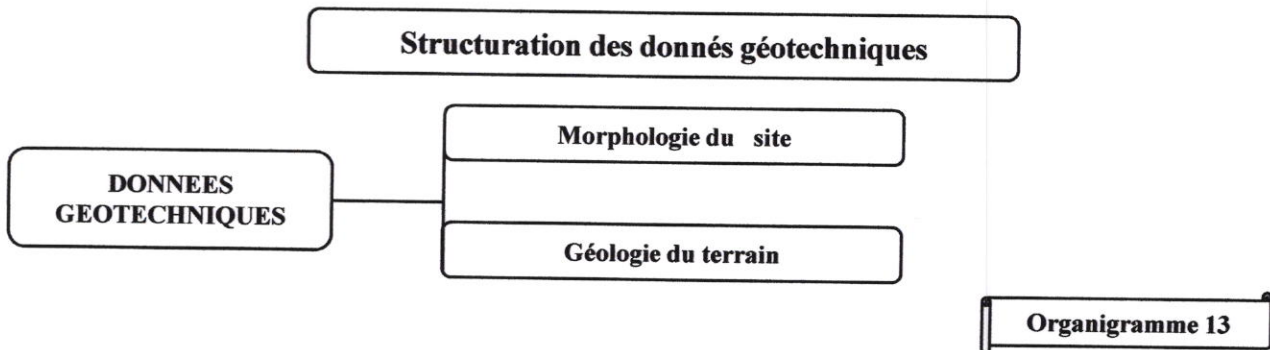 Structuration des donnés géotechniques
Morphologie du site
DONNEES
GEOTECHNIQUES
Géologie du terrain
Organigramme 13